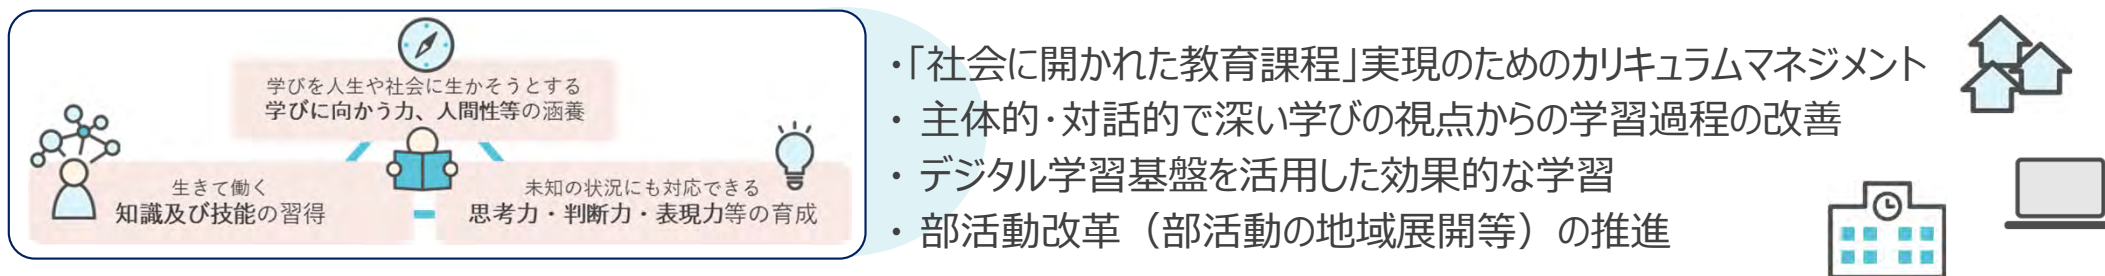 学びを人生や社会に生かそうとする
学びに向かう力、人間性等の涵養
生きて働く
知識及び技能の習得
未知の状況にも対応できる
思考力・判断力・表現力等の育成
・「社会に開かれた教育課程」実現のためのカリキュラムマネジメント
・ 主体的・対話的で深い学びの視点からの学習過程の改善
・ デジタル学習基盤を活用した効果的な学習
・ 部活動改革（部活動の地域展開等）の推進